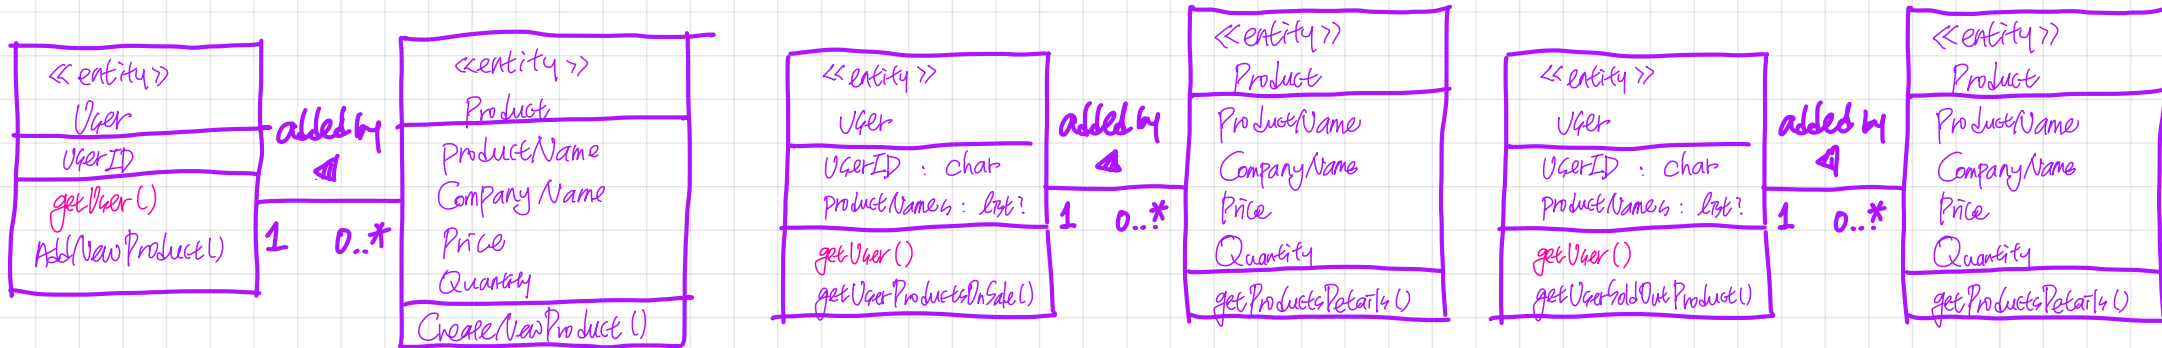 <<entity>>
User
UserID
getUser()
AddNewProduct()
added by
1 0..*
<<entity>>
Product
ProductName
CompanyName
Price
Quantity
CreateNewProduct()
<<entity>>
User
UserID : char
productNames : list?
getUser()
getUserProductsOnSale()
added by
1 0..*
<<entity>>
Product
ProductName
CompanyName
Price
Quantity
getProductsDetails()
<<entity>>
User
UserID : char
productNames : list?
getUser()
getUserSoldOutProduct()
added by
1 0..*
<<entity>>
Product
ProductName
CompanyName
Price
Quantity
getProductsDetails()